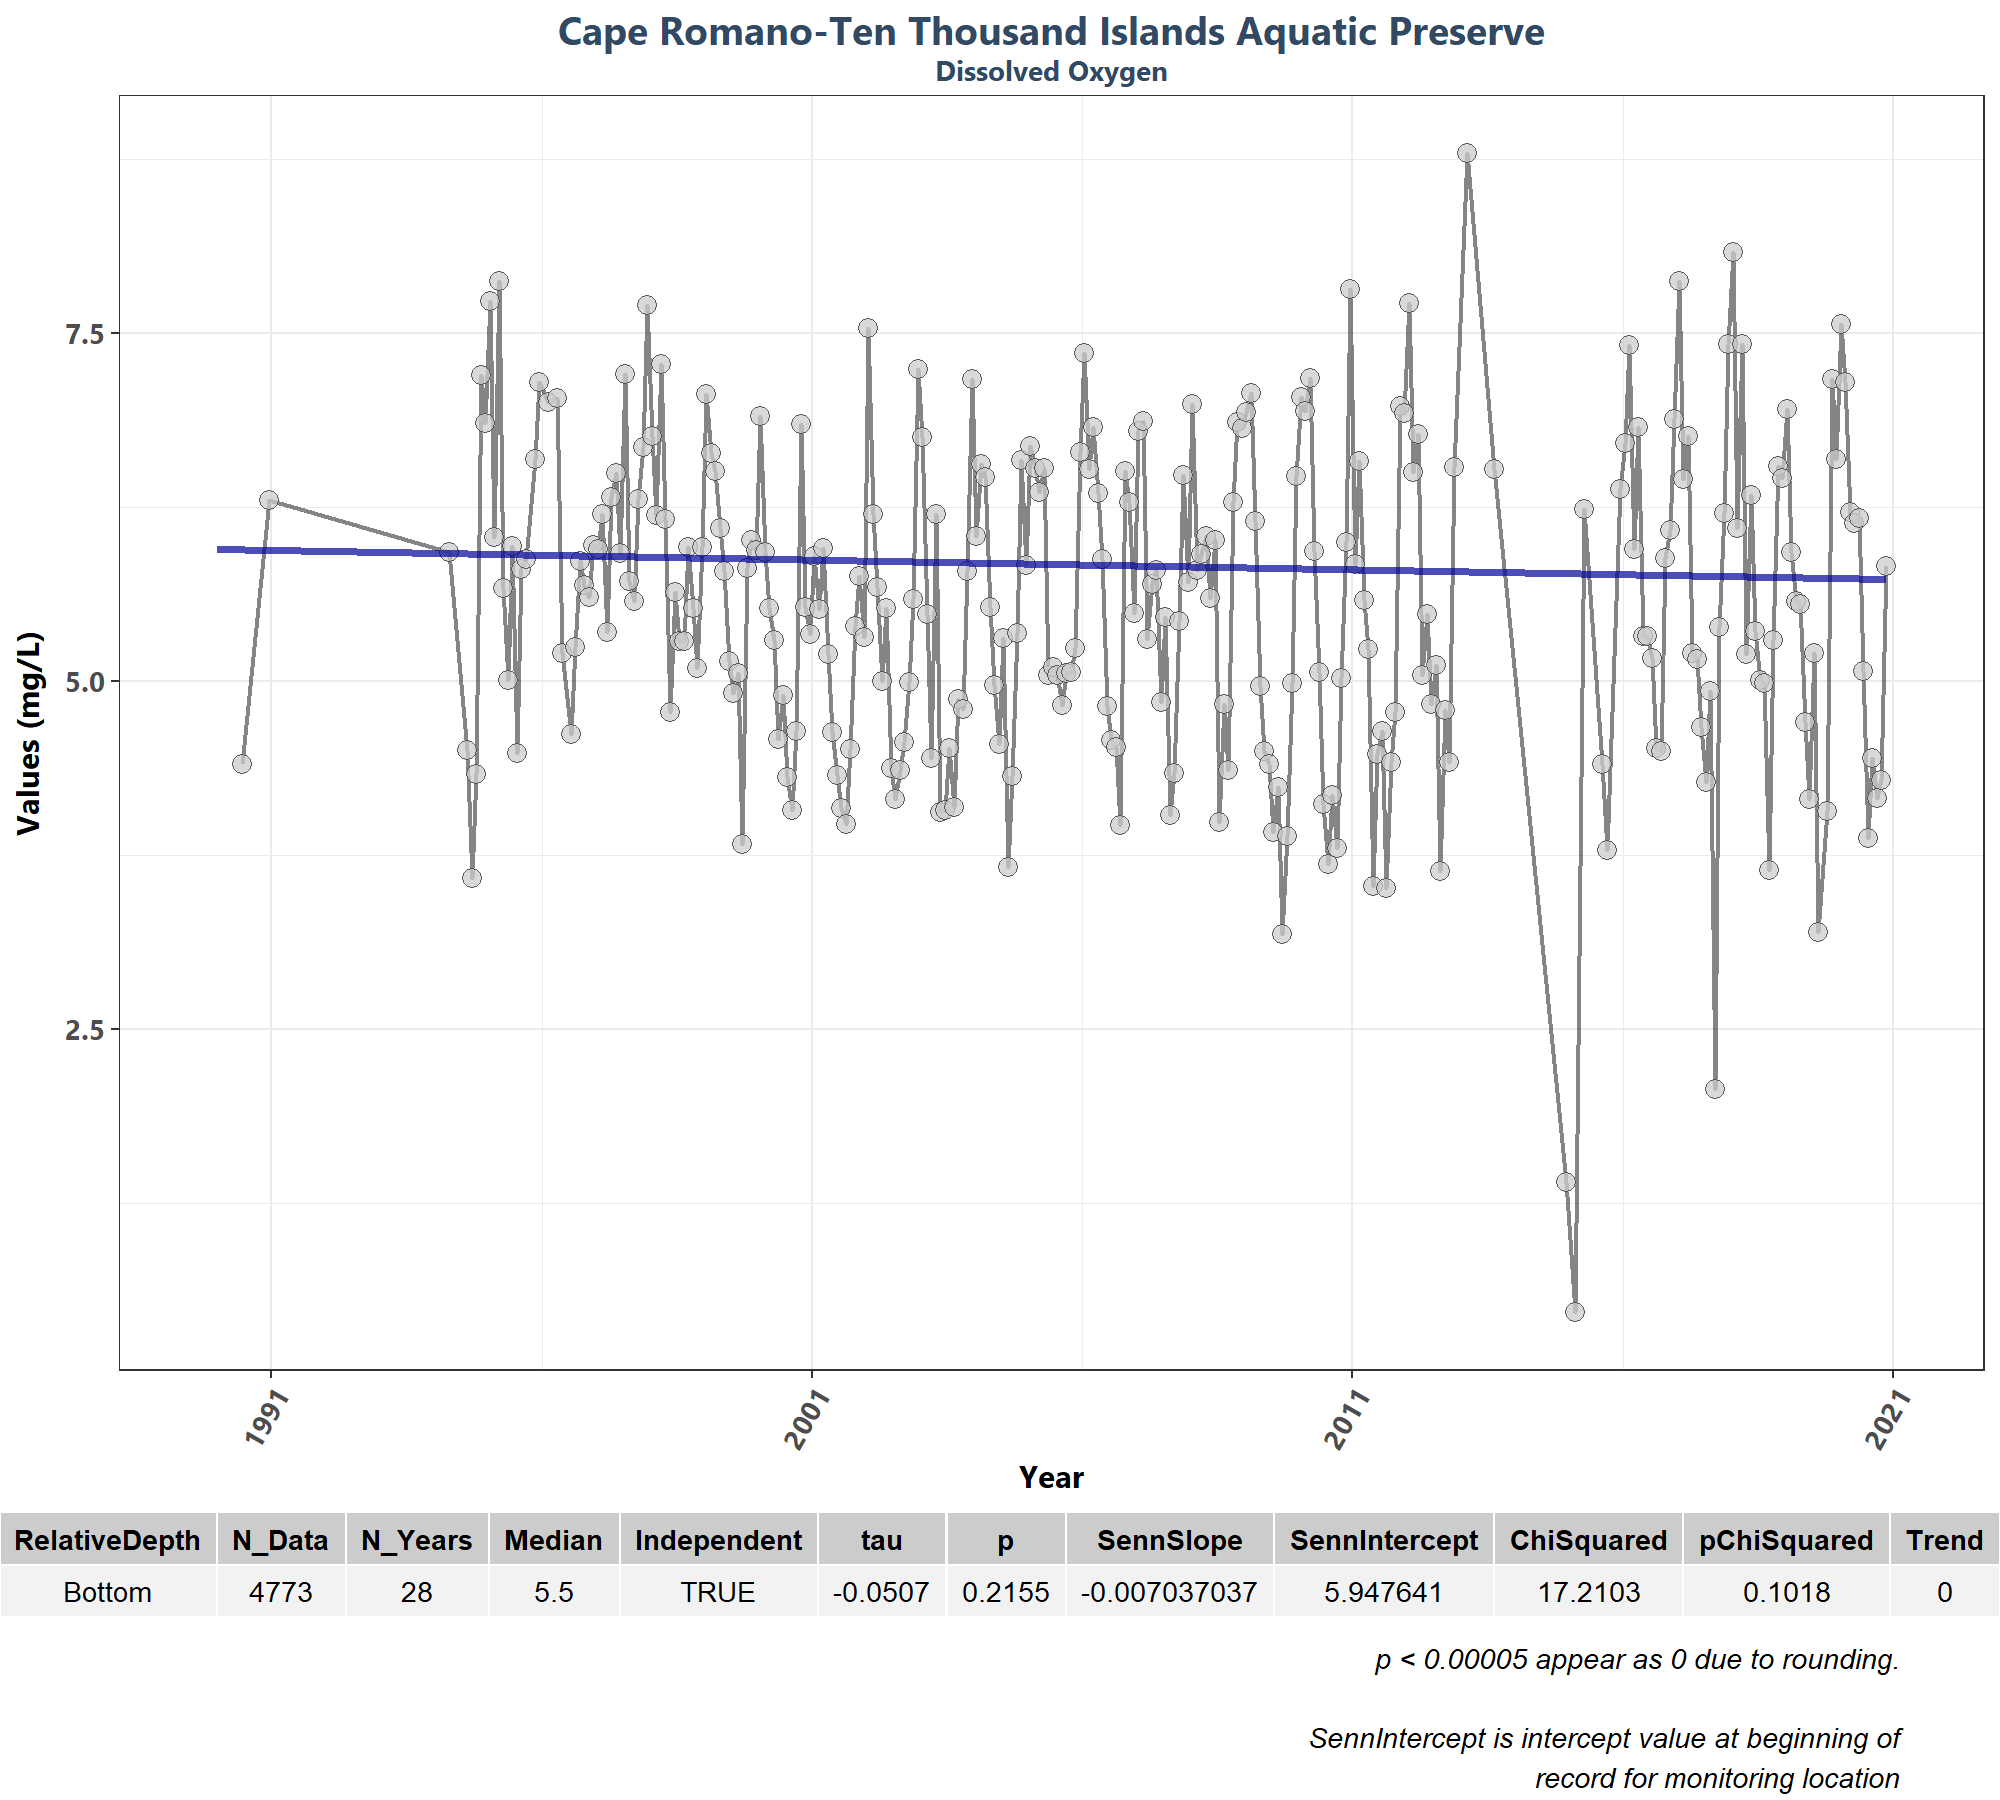 Cape Romano-Ten Thousand Islands Aquatic Preserve
Dissolved Oxygen
Values (mg/L)
7.5
5.0
2.5
1991
2001
2011
2021
Year
RelativeDepth N_Data N_Years Median Independent tau p SennSlope SennIntercept ChiSquared pChiSquared Trend
Bottom 4773 28 5.5 TRUE -0.0507 0.2155 -0.007037037 5.947641 17.2103 0.1018 0
p < 0.00005 appear as 0 due to rounding.
SennIntercept is intercept value at beginning of
record for monitoring location